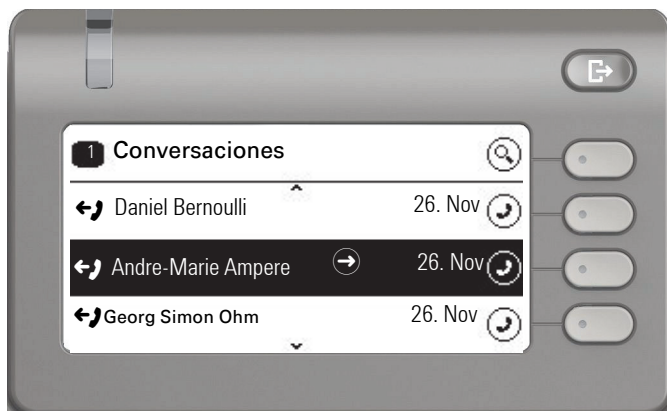 1 Conversaciones
Daniel Bernoulli 26. Nov
Andre-Marie Ampere 26. Nov
Georg Simon Ohm 26. Nov